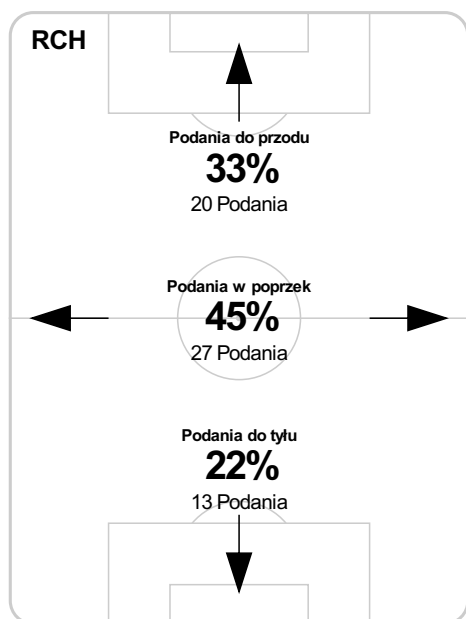 RCH
Podania do przodu
33%
20 Podania
Podania w poprzek
45%
27 Podania
Podania do tyłu
22%
13 Podania